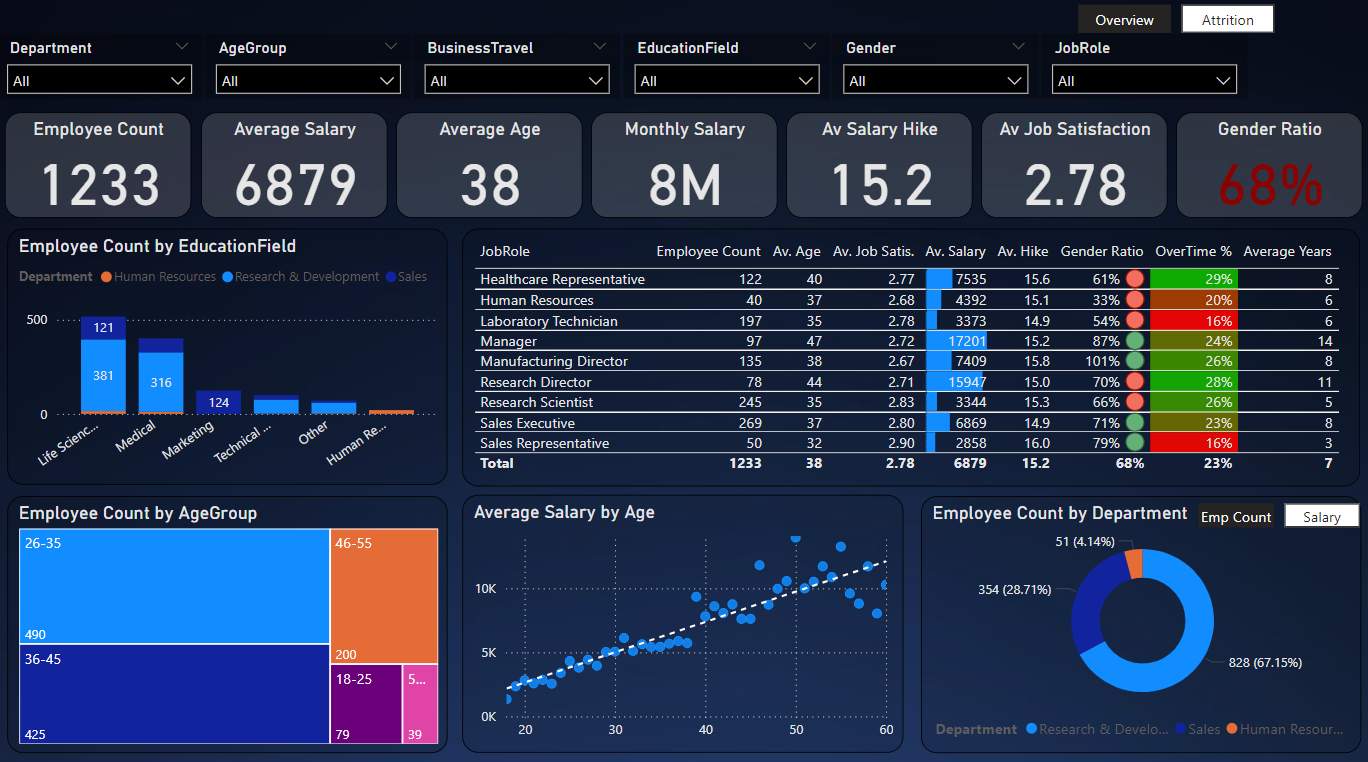 Overview Attrition
Department AgeGroup BusinessTravel EducationField Gender JobRole
All All All All All All
Employee Count Average Salary Average Age Monthly Salary Av Salary Hike Av Job Satisfaction Gender Ratio
1233 6879 38 8M 15.2 2.78 68%
Employee Count by EducationField
Department Human Resources Research & Development Sales
500
0
121
381
316
124
Life Scienc...
Medical
Marketing
Technical ...
Other
Human Re...
JobRole Employee Count Av. Age Av. Job Satis. Av. Salary Av. Hike Gender Ratio OverTime % Average Years
Healthcare Representative 122 40 2.77 7535 15.6 61% 29% 8
Human Resources 40 37 2.68 4392 15.1 33% 20% 6
Laboratory Technician 197 35 2.78 3373 14.9 54% 16% 6
Manager 97 47 2.72 17201 15.2 87% 24% 14
Manufacturing Director 135 38 2.67 7409 15.8 101% 26% 8
Research Director 78 44 2.71 15947 15.0 70% 28% 11
Research Scientist 245 35 2.83 3344 15.3 66% 26% 5
Sales Executive 269 37 2.80 6869 14.9 71% 23% 8
Sales Representative 50 32 2.90 2858 16.0 79% 16% 3
Total 1233 38 2.78 6879 15.2 68% 23% 7
Employee Count by AgeGroup
26-35
490
36-45
425
46-55
200
18-25
79
5...
39
Average Salary by Age
10K
5K
0K
20 30 40 50 60
Employee Count by Department Emp Count Salary
51 (4.14%)
354 (28.71%)
828 (67.15%)
Department Research & Develo... Sales Human Resour...